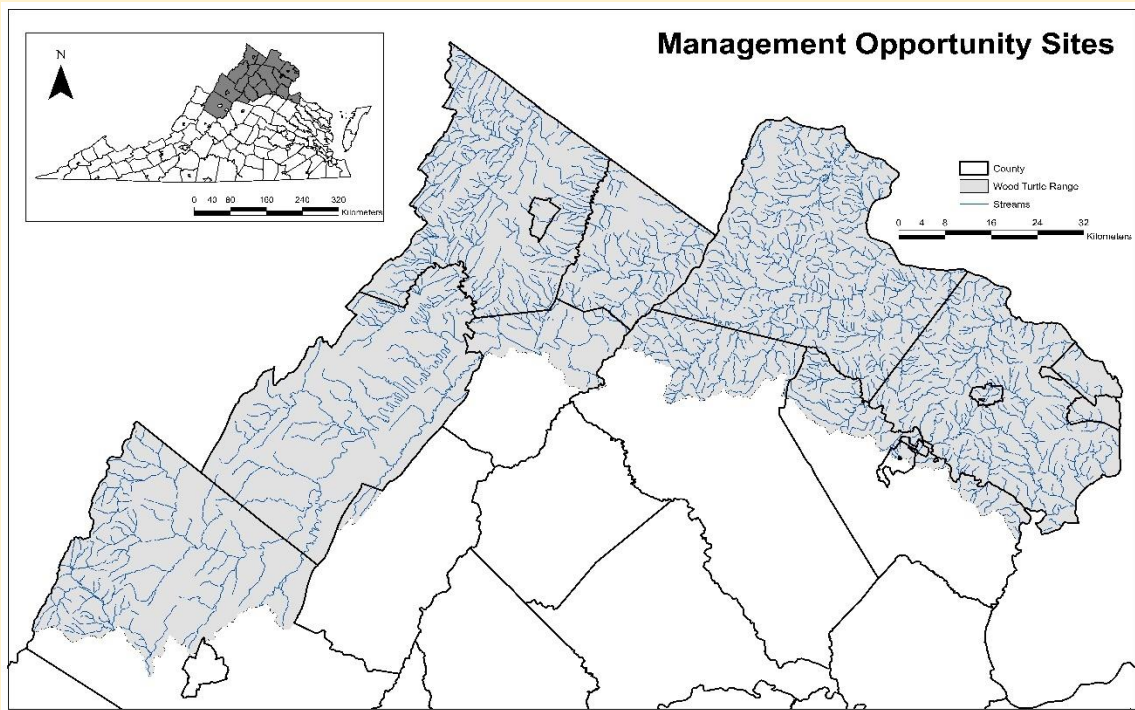 Management Opportunity Sites
N
0 40 80 160 240 320
Kilometers
County
Wood Turtle Range
Streams
0 4 8 16 24 32
Kilometers